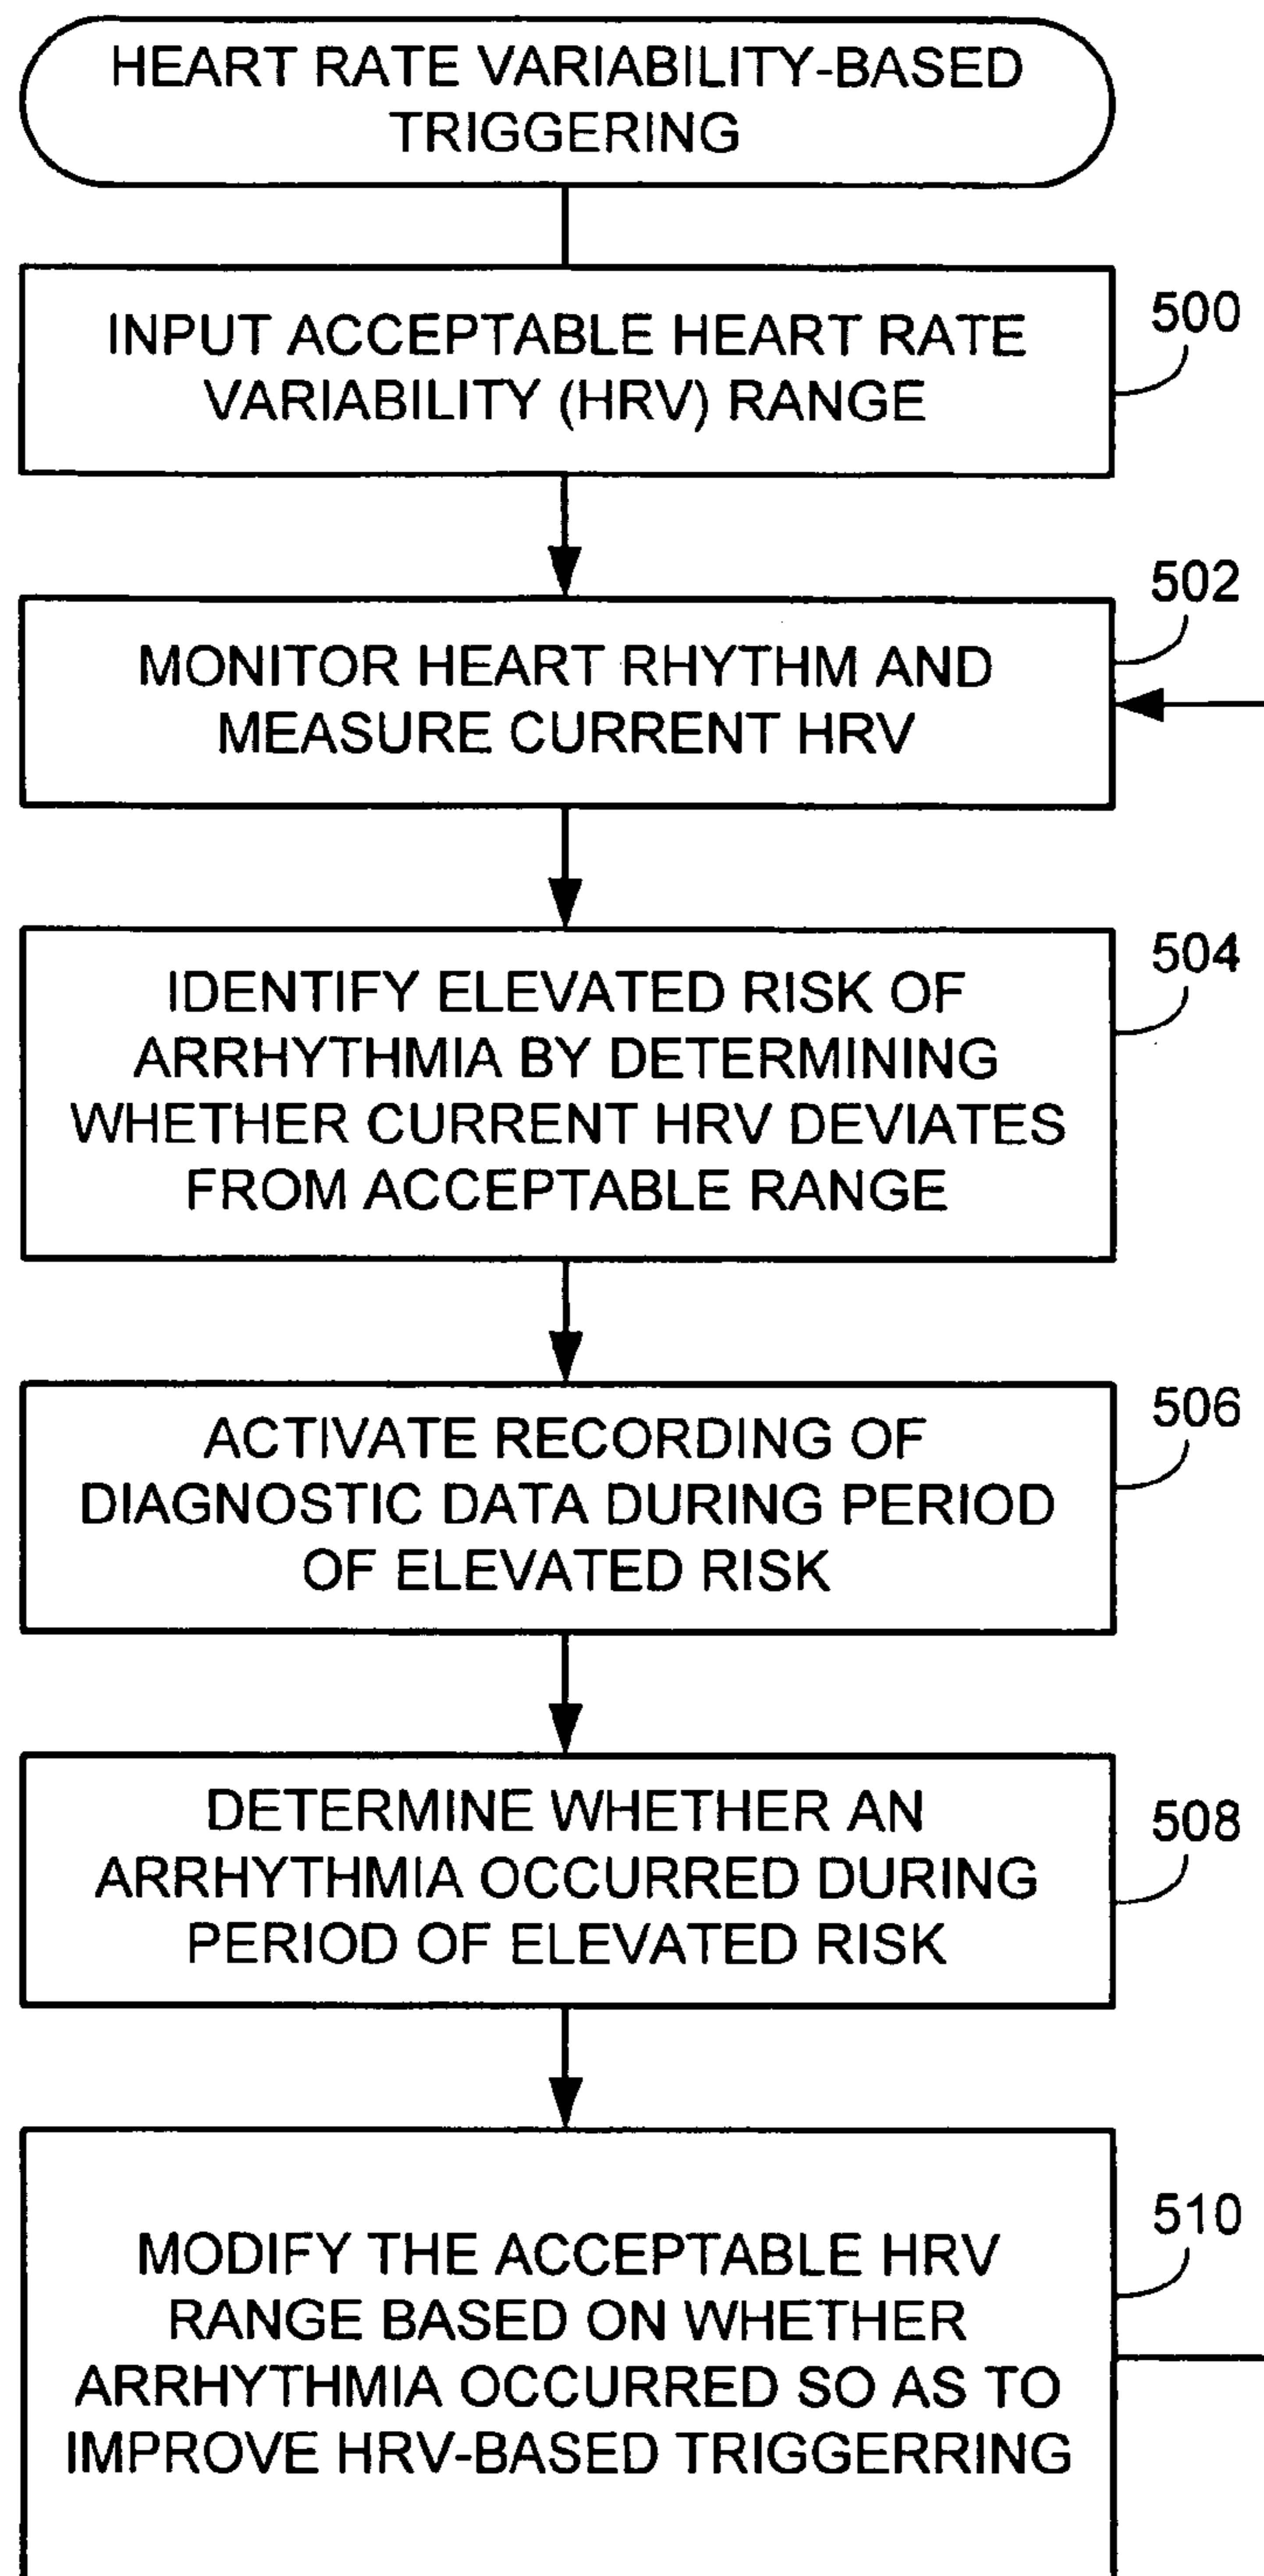 HEART RATE VARIABILITY-BASED
TRIGGERING
INPUT ACCEPTABLE HEART RATE
VARIABILITY (HRV) RANGE
500
MONITOR HEART RHYTHM AND
MEASURE CURRENT HRV
502
IDENTIFY ELEVATED RISK OF
ARRHYTHMIA BY DETERMINING
WHETHER CURRENT HRV DEVIATES
FROM ACCEPTABLE RANGE
504
ACTIVATE RECORDING OF
DIAGNOSTIC DATA DURING PERIOD
OF ELEVATED RISK
506
DETERMINE WHETHER AN
ARRHYTHMIA OCCURRED DURING
PERIOD OF ELEVATED RISK
508
MODIFY THE ACCEPTABLE HRV
RANGE BASED ON WHETHER
ARRHYTHMIA OCCURRED SO AS TO
IMPROVE HRV-BASED TRIGGERRING
510